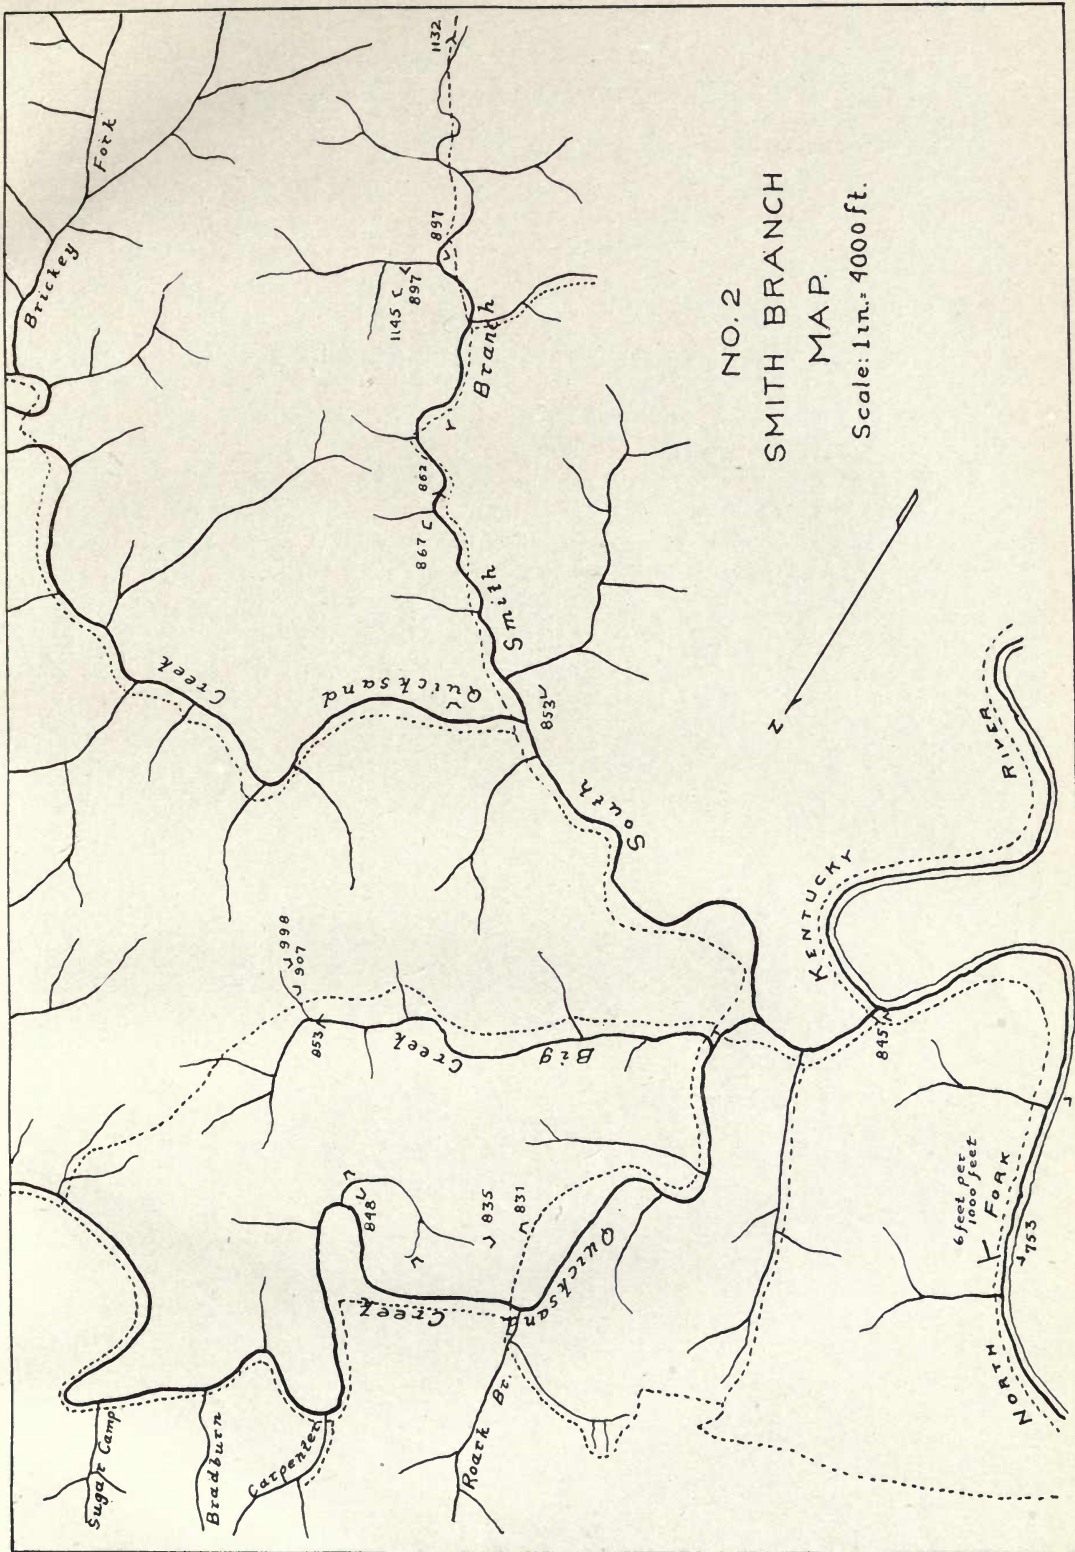 NO. 2
SMITH BRANCH
MAP.
Scale: 1 in. = 4000 ft.
N
Brickey
Fork
1132
897
897
1145
Branch
862
867
Smith
853
South
Quicksand
Creek
KENTUCKY
RIVER
845
998
907
853
Creek
Big
848
835
831
Quicksand
Creek
6 feet per
1000 feet
NORTH
FORK
753
Roark Br.
Carpenter
Bradburn
Sugar Camp